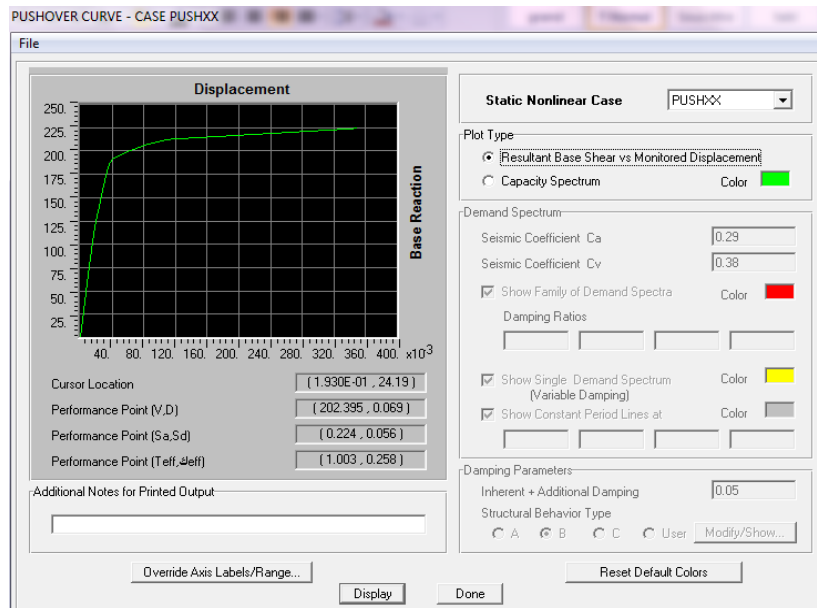 PUSHOVER CURVE - CASE PUSHXX
File
Displacement
250.
225.
200.
175.
150.
125.
100.
75.
50.
25.
Base Reaction
40. 80. 120. 160. 200. 240. 280. 320. 360. 400. x10-3
Cursor Location ( 1.930E-01 , 24.19 )
Performance Point (V,D) ( 202.395 , 0.069 )
Performance Point (Sa,Sd) ( 0.224 , 0.056 )
Performance Point (Teff,ߐeff) ( 1.003 , 0.258 )
Additional Notes for Printed Output
Override Axis Labels/Range...
Static Nonlinear Case PUSHXX
Plot Type
Resultant Base Shear vs Monitored Displacement
Capacity Spectrum Color
Demand Spectrum
Seismic Coefficient Ca 0.29
Seismic Coefficient Cv 0.38
Show Family of Demand Spectra Color
Damping Ratios
Show Single Demand Spectrum Color
(Variable Damping)
Show Constant Period Lines at Color
Damping Parameters
Inherent + Additional Damping 0.05
Structural Behavior Type
A B C User Modify/Show...
Reset Default Colors
Display Done